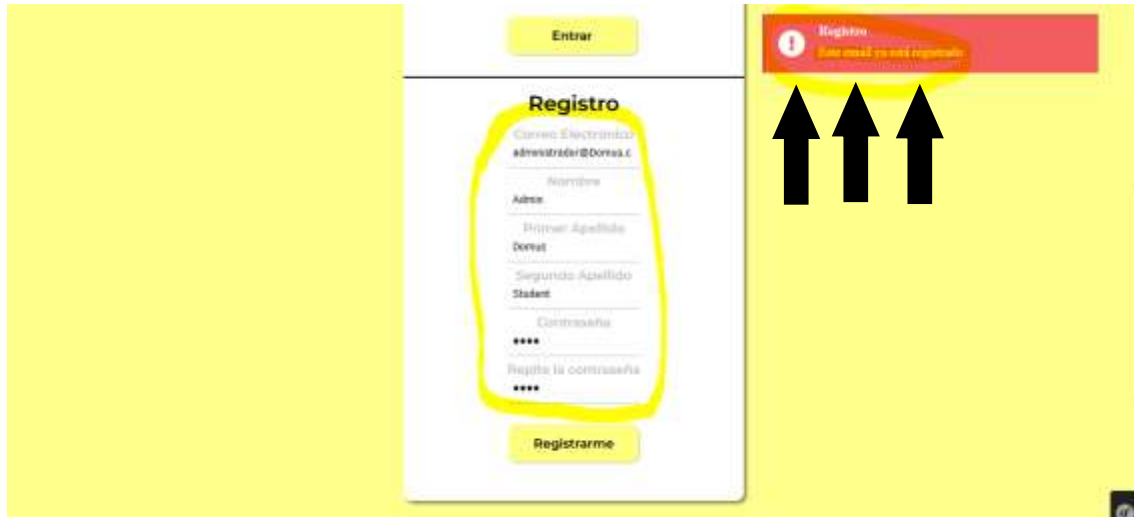 Entrar
Registro
Correo Electrónico
administrador@Domus.c
Nombre
Admin
Primer Apellido
Domus
Segundo Apellido
Student
Contraseña
••••
Repite la contraseña
••••
Registrarme
Registro
Este email ya está registrado